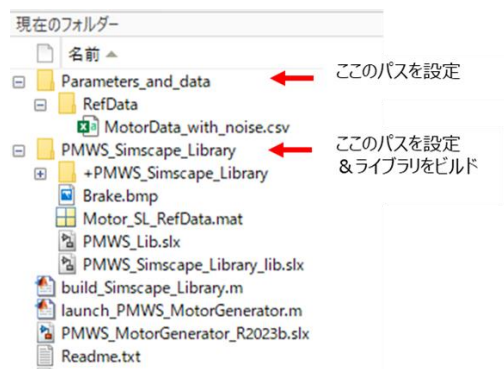 現在のフォルダー
名前
Parameters_and_data
ここのパスを設定
RefData
MotorData_with_noise.csv
PMWS_Simscape_Library
ここのパスを設定
&ライブラリをビルド
+PMWS_Simscape_Library
Brake.bmp
Motor_SL_RefData.mat
PMWS_Lib.slx
PMWS_Simscape_Library_lib.slx
build_Simscape_Library.m
launch_PMWS_MotorGenerator.m
PMWS_MotorGenerator_R2023b.slx
Readme.txt